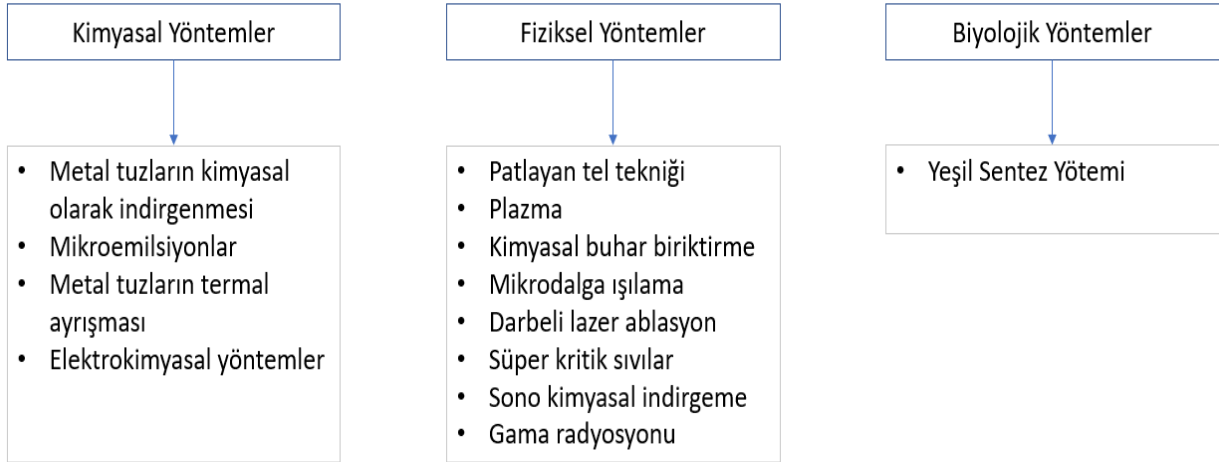 Kimyasal Yöntemler
• Metal tuzların kimyasal
olarak indirgenmesi
• Mikroemilsiyonlar
• Metal tuzların termal
ayrışması
• Elektrokimyasal yöntemler
Fiziksel Yöntemler
• Patlayan tel tekniği
• Plazma
• Kimyasal buhar biriktirme
• Mikrodalga ışılama
• Darbeli lazer ablasyon
• Süper kritik sıvılar
• Sono kimyasal indirgeme
• Gama radyosyonu
Biyolojik Yöntemler
• Yeşil Sentez Yötemi